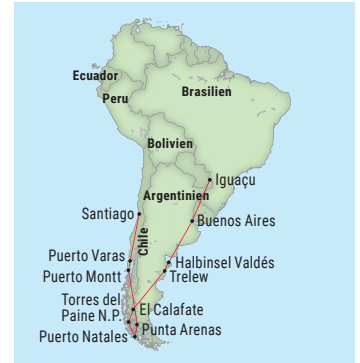 Ecuador
Peru
Brasilien
Bolivien
Iguaçu
Argentinien
Santiago
Buenos Aires
Chile
Puerto Varas
Halbinsel Valdés
Puerto Montt
Trelew
Torres del
Paine N.P.
El Calafate
Punta Arenas
Puerto Natales